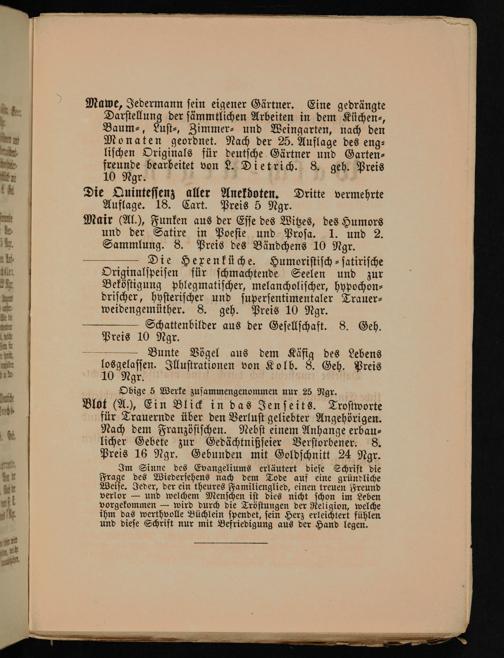 Mawe, Jedermann sein eigener Gärtner. Eine gedrängte
Darstellung der sämmtlichen Arbeiten in dem Küchen-,
Baum-, Lust-, Zimmer- und Weingarten, nach den
Monaten geordnet. Nach der 25. Auflage des eng-
lischen Originals für deutsche Gärtner und Garten-
freunde bearbeitet von L. Dietrich. 8. geh. Preis
10 Ngr.
Die Quintessenz aller Anekdoten. Dritte vermehrte
Auflage. 18. Cart. Preis 5 Ngr.
Mair (Al.), Funken aus der Esse des Witzes, des Humors
und der Satire in Poesie und Prosa. 1. und 2.
Sammlung. 8. Preis des Bändchens 10 Ngr.
——— Die Hexenküche. Humoristisch-satirische
Originalspeisen für schmachtende Seelen und zur
Beköstigung phlegmatischer, melancholischer, hypochon-
drischer, hysterischer und supersentimentaler Trauer-
weidengemüther. 8. geh. Preis 10 Ngr.
——— Schattenbilder aus der Gesellschaft. 8. Geh.
Preis 10 Ngr.
——— Bunte Vögel aus dem Käfig des Lebens
losgelassen. Illustrationen von Kolb. 8. Geh. Preis
10 Ngr.
Obige 5 Werke zusammengenommen nur 25 Ngr.
Blot (A.), Ein Blick in das Jenseits. Trostworte
für Trauernde über den Verlust geliebter Angehörigen.
Nach dem Französischen. Nebst einem Anhange erbau-
licher Gebete zur Gedächtnißfeier Verstorbener. 8.
Preis 16 Ngr. Gebunden mit Goldschnitt 24 Ngr.
Im Sinne des Evangeliums erläutert diese Schrift die
Frage des Wiedersehens nach dem Tode auf eine gründliche
Weise. Jeder, der ein theures Familienglied, einen treuen Freund
verlor — und welchem Menschen ist dies nicht schon im Leben
vorgekommen — wird durch die Tröstungen der Religion, welche
ihm das werthvolle Büchlein spendet, sein Herz erleichtert fühlen
und diese Schrift nur mit Befriedigung aus der Hand legen.